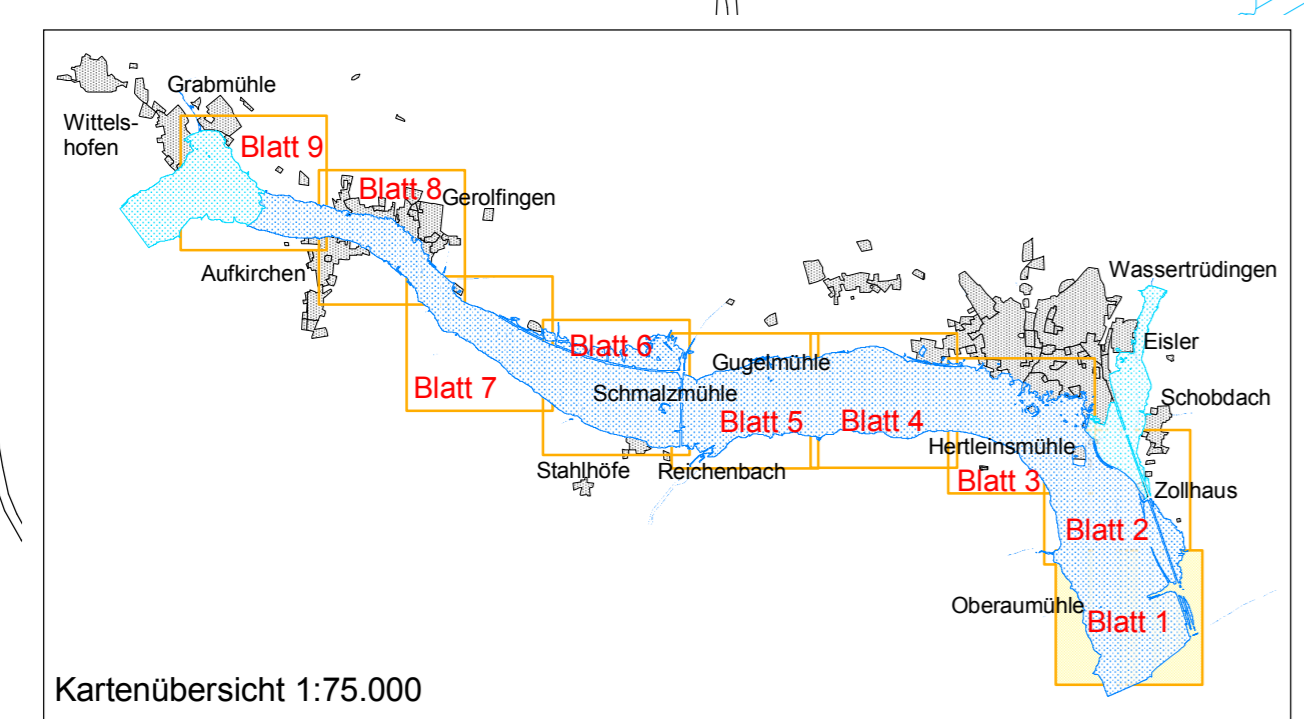 Grabmühle
Wittels-
hofen
Blatt 9
Blatt 8
Gerolfingen
Aufkirchen
Wassertrüdingen
Eisler
Blatt 6
Gugelmühle
Blatt 7
Schmalzmühle
Schobdach
Blatt 5
Blatt 4
Hertleinsmühle
Stahlhöfe
Reichenbach
Blatt 3
Zollhaus
Blatt 2
Oberaumühle
Blatt 1
Kartenübersicht 1:75.000